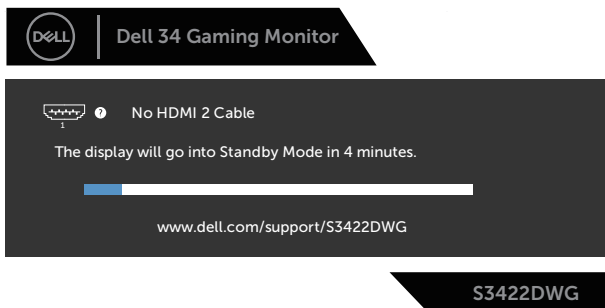 DELL
Dell 34 Gaming Monitor
? No HDMI 2 Cable
1
The display will go into Standby Mode in 4 minutes.
www.dell.com/support/S3422DWG
S3422DWG